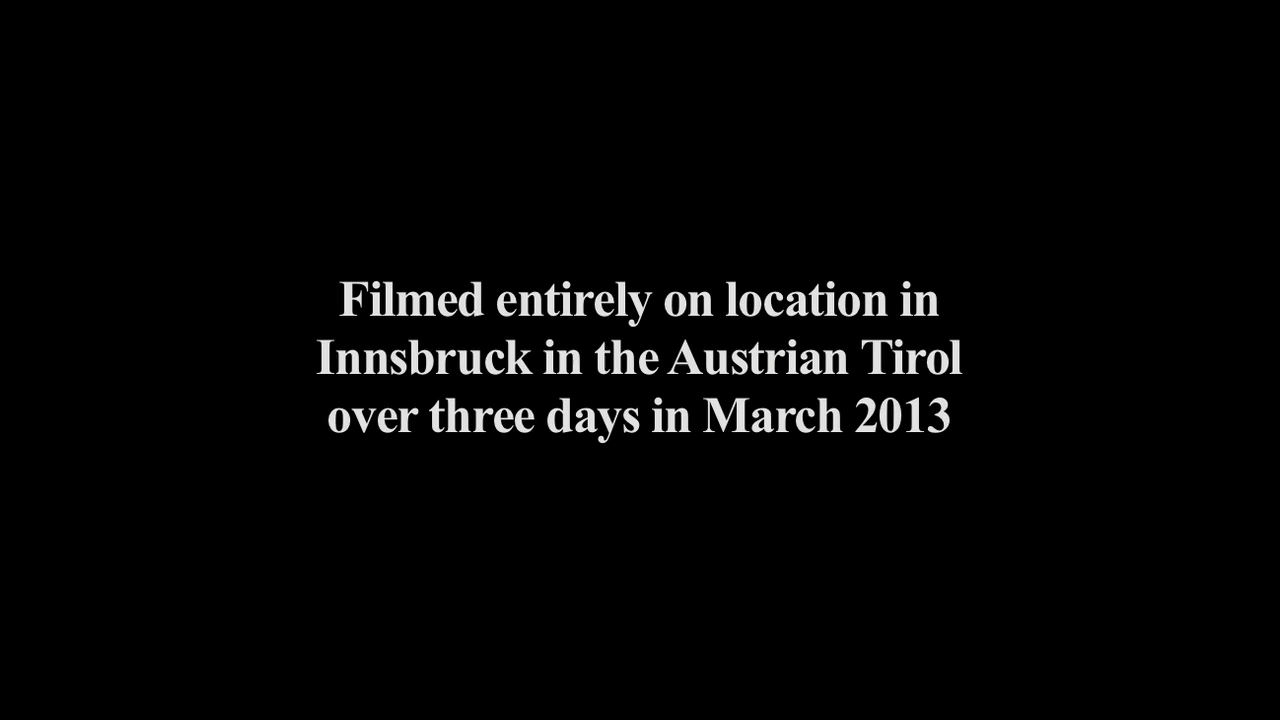 Filmed entirely on location in
Innsbruck in the Austrian Tirol
over three days in March 2013